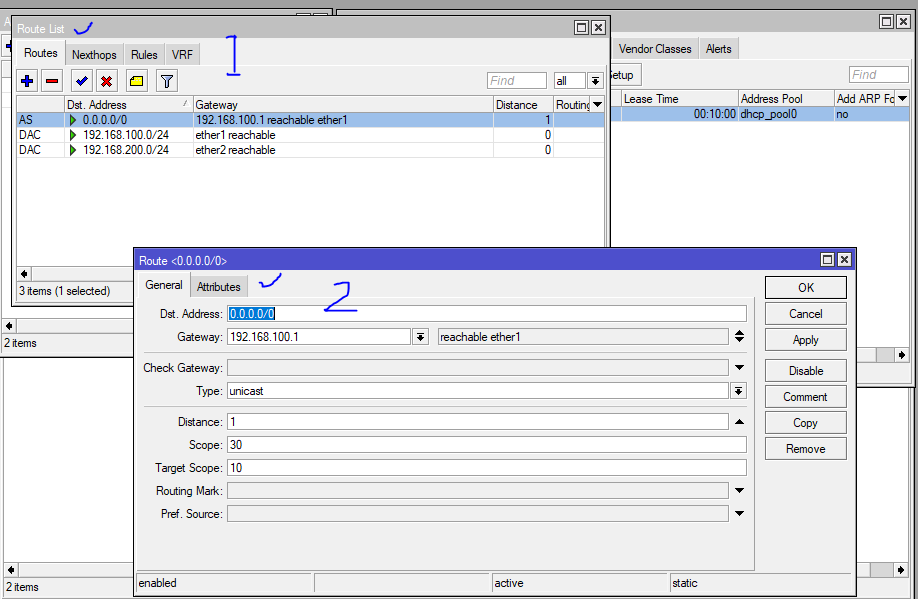 Route List
1
Routes Nexthops Rules VRF
Find all
Dst. Address Gateway Distance Routing
AS 0.0.0.0/0 192.168.100.1 reachable ether1 1
DAC 192.168.100.0/24 ether1 reachable 0
DAC 192.168.200.0/24 ether2 reachable 0
3 items (1 selected)
2 items
Vendor Classes Alerts
Find
Lease Time Address Pool Add ARP Fo
00:10:00 dhcp_pool0 no
Route <0.0.0.0/0>
General Attributes
2
Dst. Address: 0.0.0.0/0
Gateway: 192.168.100.1 reachable ether1
Check Gateway:
Type: unicast
Distance: 1
Scope: 30
Target Scope: 10
Routing Mark:
Pref. Source:
OK
Cancel
Apply
Disable
Comment
Copy
Remove
enabled active static
2 items